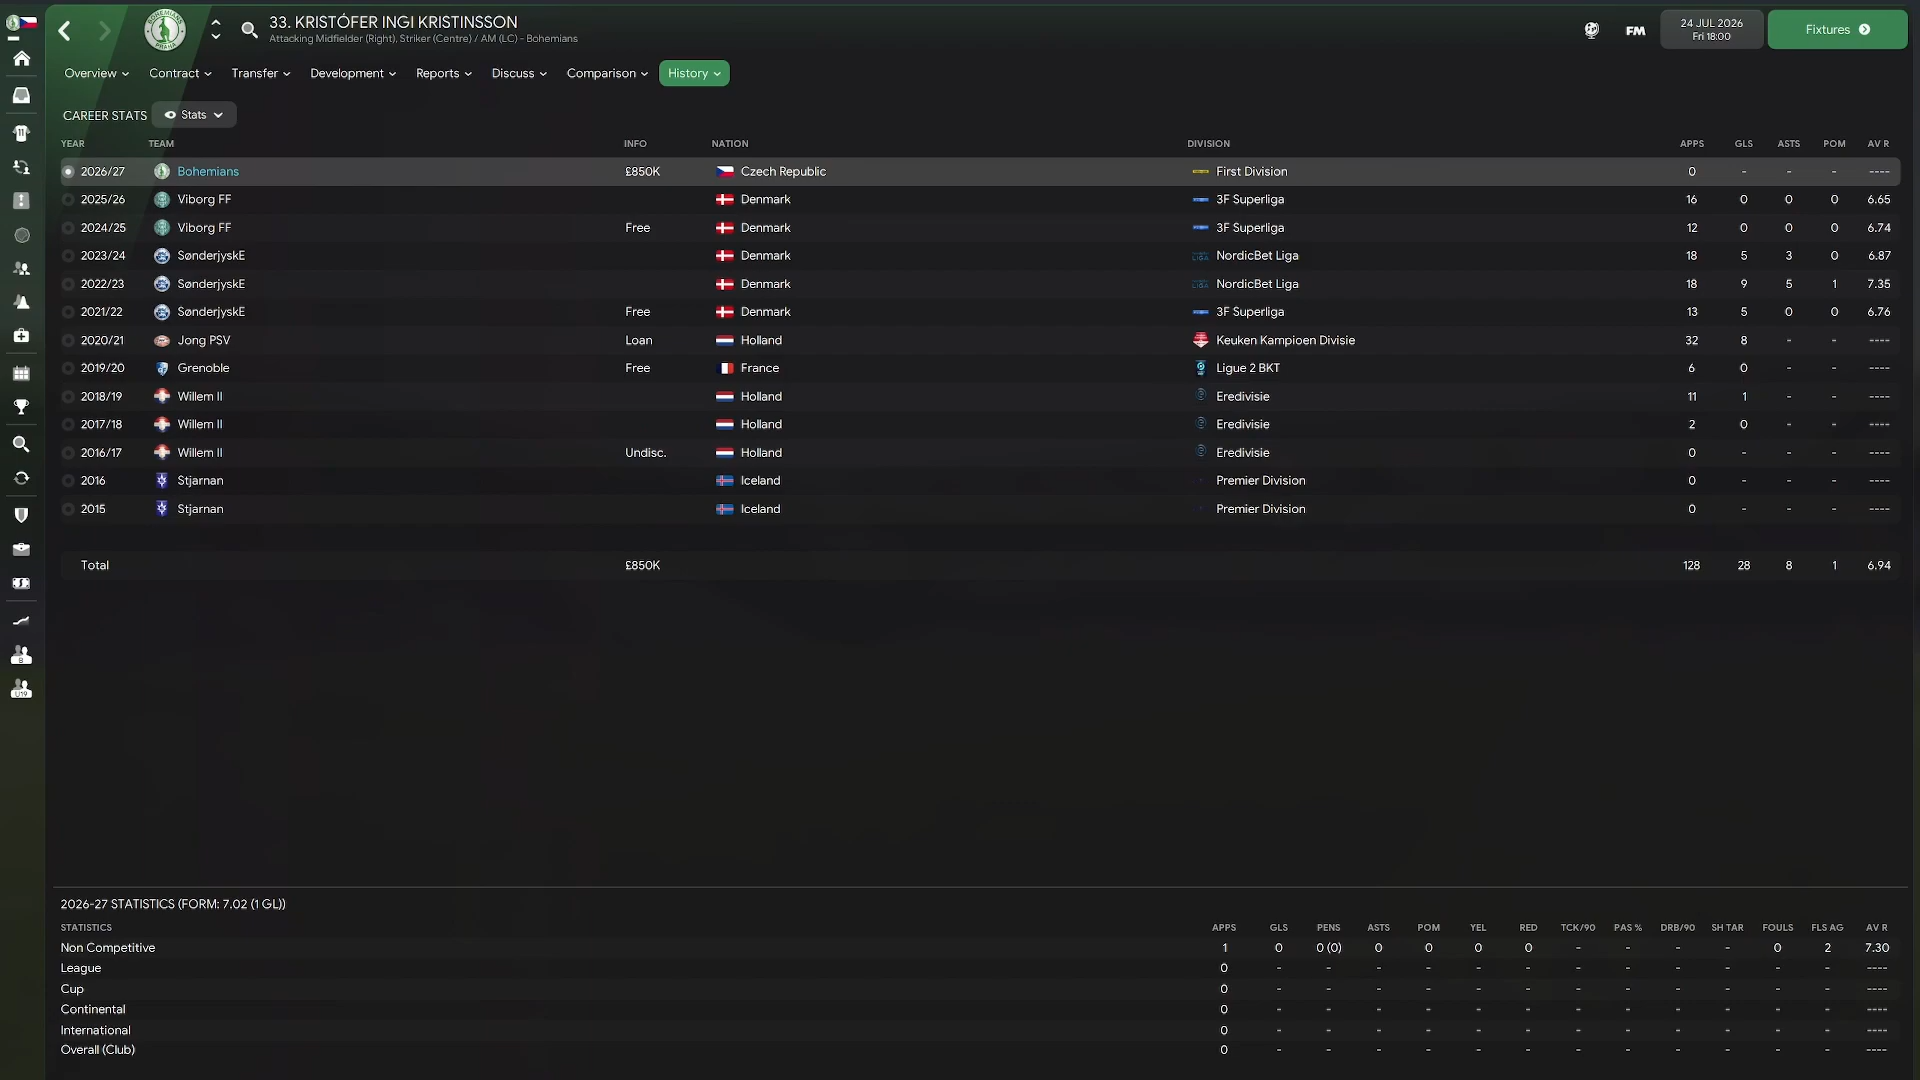 33. KRISTÓFER INGI KRISTINSSON
Attacking Midfielder (Right), Striker (Centre) / AM (LC) - Bohemians
FM
24 JUL 2026
Fri 18:00
Fixtures
Overview Contract Transfer Development Reports Discuss Comparison History
CAREER STATS Stats
YEAR TEAM INFO NATION DIVISION APPS GLS ASTS POM AV R
2026/27 Bohemians £850K Czech Republic First Division 0 - - - ----
2025/26 Viborg FF Denmark 3F Superliga 16 0 0 0 6.65
2024/25 Viborg FF Free Denmark 3F Superliga 12 0 0 0 6.74
2023/24 SønderjyskE Denmark NordicBet Liga 18 5 3 0 6.87
2022/23 SønderjyskE Denmark NordicBet Liga 18 9 5 1 7.35
2021/22 SønderjyskE Free Denmark 3F Superliga 13 5 0 0 6.76
2020/21 Jong PSV Loan Holland Keuken Kampioen Divisie 32 8 - - ----
2019/20 Grenoble Free France Ligue 2 BKT 6 0 - - ----
2018/19 Willem II Holland Eredivisie 11 1 - - ----
2017/18 Willem II Holland Eredivisie 2 0 - - ----
2016/17 Willem II Undisc. Holland Eredivisie 0 - - - ----
2016 Stjarnan Iceland Premier Division 0 - - - ----
2015 Stjarnan Iceland Premier Division 0 - - - ----
Total £850K 128 28 8 1 6.94
2026-27 STATISTICS (FORM: 7.02 (1 GL))
STATISTICS APPS GLS PENS ASTS POM YEL RED TCK/90 PAS % DRB/90 SH TAR FOULS FLS AG AV R
Non Competitive 1 0 0 (0) 0 0 0 0 - - - - 0 2 7.30
League 0 - - - - - - - - - - - - ----
Cup 0 - - - - - - - - - - - - ----
Continental 0 - - - - - - - - - - - - ----
International 0 - - - - - - - - - - - - ----
Overall (Club) 0 - - - - - - - - - - - - ----